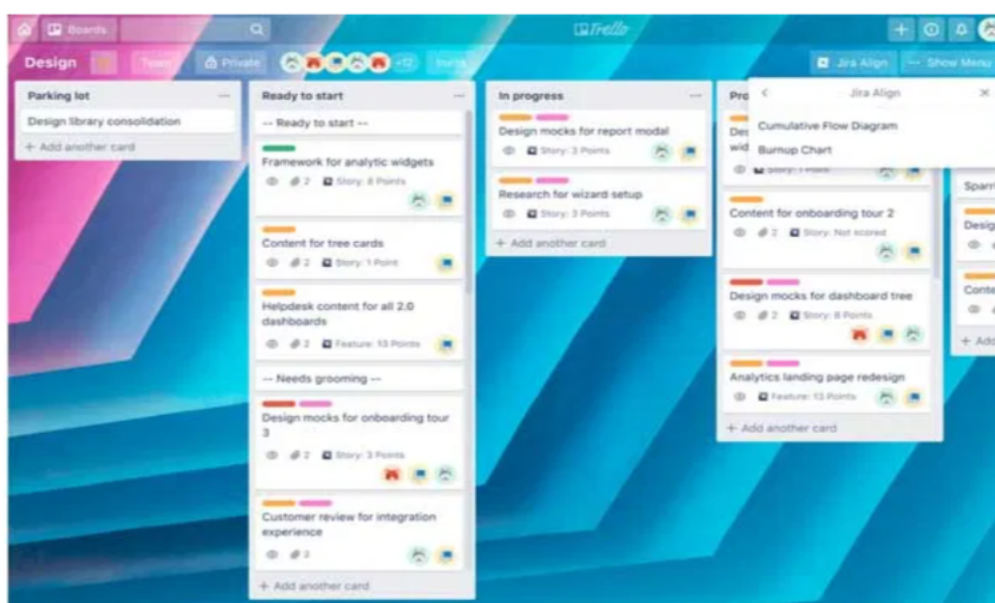 Boards
Trello
Design
Team
Private
+12
Invite
Jira Align
Show Menu
Parking lot
Design library consolidation
+ Add another card
Ready to start
-- Ready to start --
Framework for analytic widgets
2 Story: 8 Points
Content for tree cards
2 Story: 1 Point
Helpdesk content for all 2.0
dashboards
2 Feature: 13 Points
-- Needs grooming --
Design mocks for onboarding tour
3
2 Story: 3 Points
Customer review for integration
experience
2
+ Add another card
In progress
Design mocks for report modal
Story: 3 Points
Research for wizard setup
Story: 3 Points
+ Add another card
Jira Align
Cumulative Flow Diagram
Burnup Chart
Story: 1 Point
Content for onboarding tour 2
2 Story: Not scored
Design mocks for dashboard tree
2 Story: 8 Points
Analytics landing page redesign
Feature: 13 Points
+ Add another card